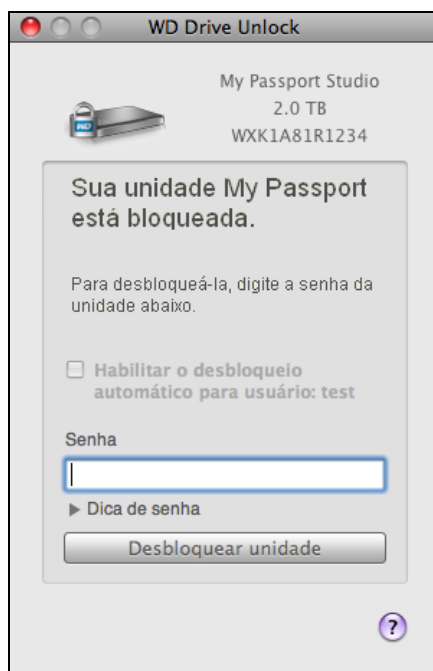 WD Drive Unlock
My Passport Studio
2.0 TB
WXK1A81R1234
WD
Sua unidade My Passport
está bloqueada.
Para desbloqueá-la, digite a senha da
unidade abaixo.
Habilitar o desbloqueio
automático para usuário: test
Senha
Dica de senha
Desbloquear unidade
?